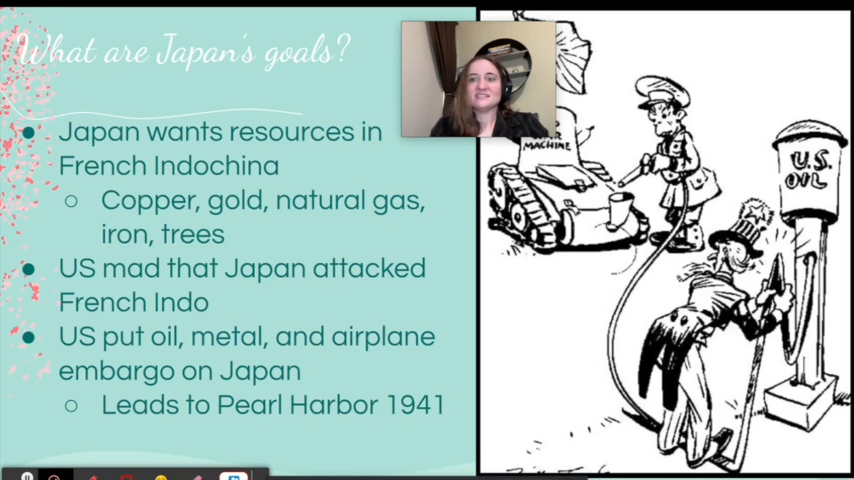 What are Japan's goals?
Japan wants resources in
French Indochina
Copper, gold, natural gas,
iron, trees
US mad that Japan attacked
French Indo
US put oil, metal, and airplane
embargo on Japan
Leads to Pearl Harbor 1941
MACHINE
U.S.
OIL